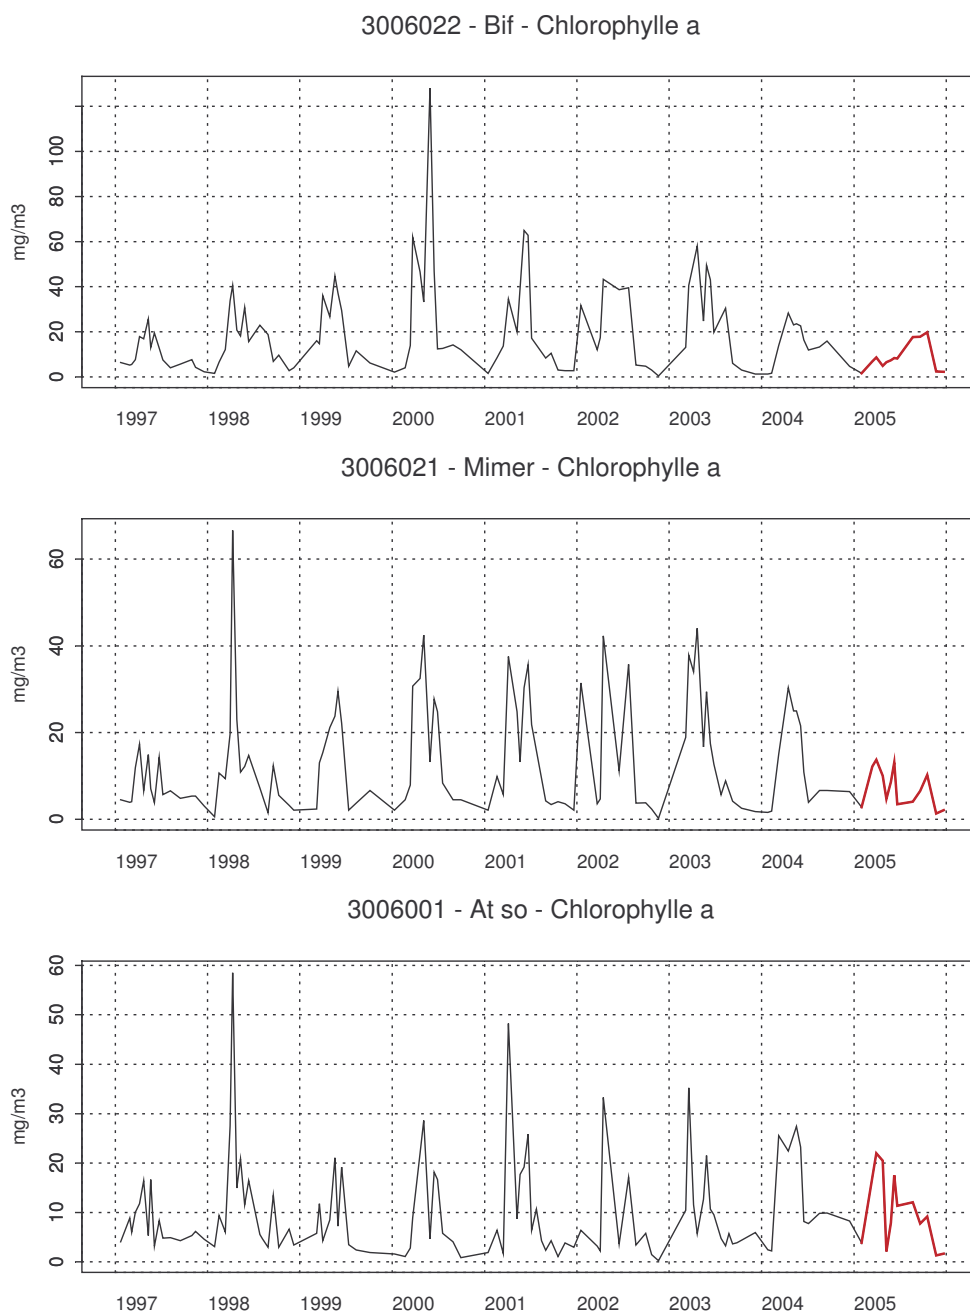 3006022 - Bif - Chlorophylle a
mg/m3
0 20 40 60 80 100
1997 1998 1999 2000 2001 2002 2003 2004 2005
3006021 - Mimer - Chlorophylle a
mg/m3
0 20 40 60
1997 1998 1999 2000 2001 2002 2003 2004 2005
3006001 - At so - Chlorophylle a
mg/m3
0 10 20 30 40 50 60
1997 1998 1999 2000 2001 2002 2003 2004 2005